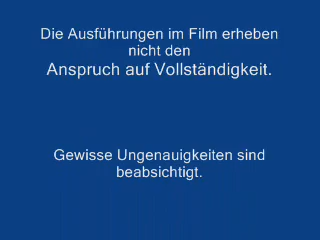 Die Ausführungen im Film erheben
nicht den
Anspruch auf Vollständigkeit.
Gewisse Ungenauigkeiten sind
beabsichtigt.